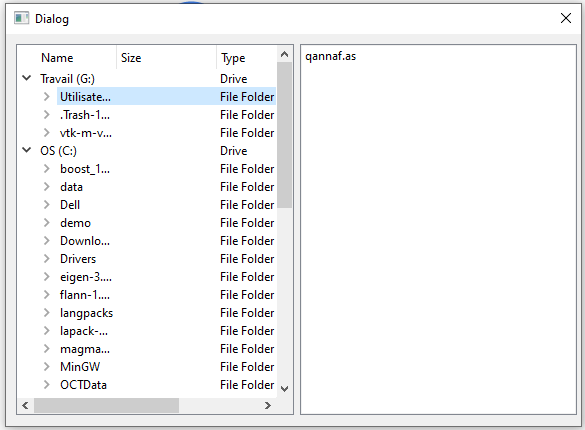 Dialog
Name Size Type
Travail (G:) Drive
Utilisate... File Folder
.Trash-1... File Folder
vtk-m-v... File Folder
OS (C:) Drive
boost_1... File Folder
data File Folder
Dell File Folder
demo File Folder
Downlo... File Folder
Drivers File Folder
eigen-3.... File Folder
flann-1.... File Folder
langpacks File Folder
lapack-... File Folder
magma... File Folder
MinGW File Folder
OCTData File Folder
qannaf.as